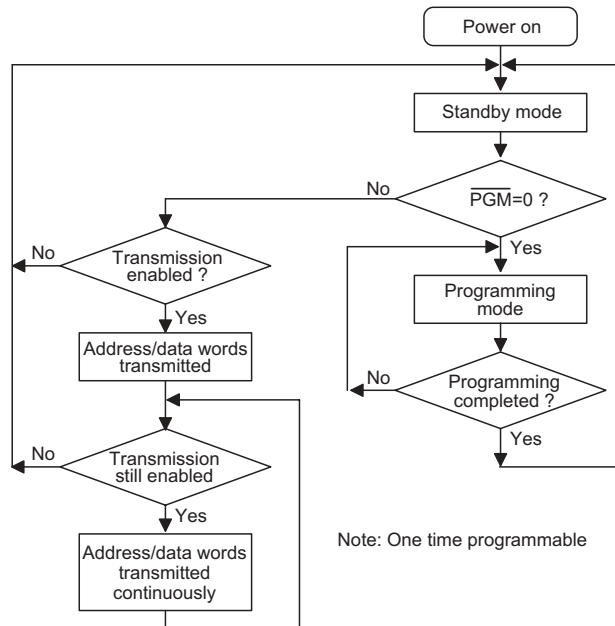 Power on
Standby mode
PGM=0 ?
No
Yes
Transmission
enabled ?
No
Yes
Programming
mode
Address/data words
transmitted
Programming
completed ?
No
Yes
Transmission
still enabled
No
Yes
Note: One time programmable
Address/data words
transmitted
continuously